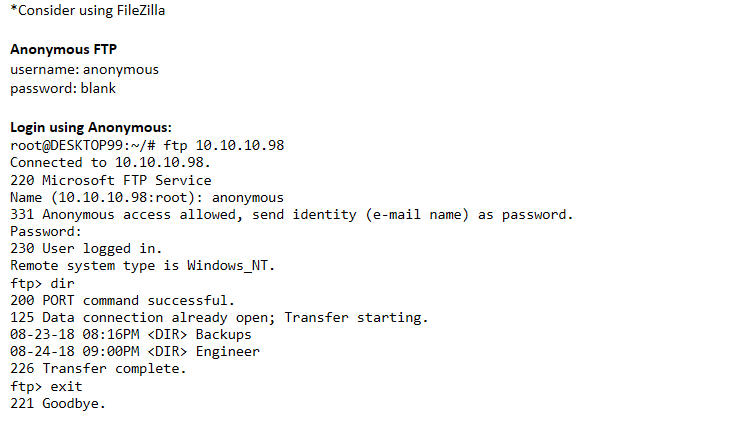 *Consider using FileZilla
Anonymous FTP
username: anonymous
password: blank
Login using Anonymous:
root@DESKTOP99:~/# ftp 10.10.10.98
Connected to 10.10.10.98.
220 Microsoft FTP Service
Name (10.10.10.98:root): anonymous
331 Anonymous access allowed, send identity (e-mail name) as password.
Password:
230 User logged in.
Remote system type is Windows_NT.
ftp> dir
200 PORT command successful.
125 Data connection already open; Transfer starting.
08-23-18 08:16PM <DIR> Backups
08-24-18 09:00PM <DIR> Engineer
226 Transfer complete.
ftp> exit
221 Goodbye.